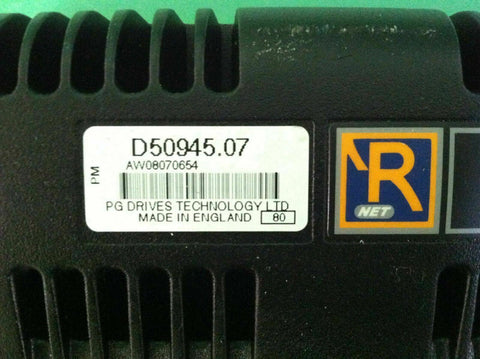 D50945.07
AW08070654
PM
PG DRIVES TECHNOLOGY LTD
MADE IN ENGLAND 80
'R
NET